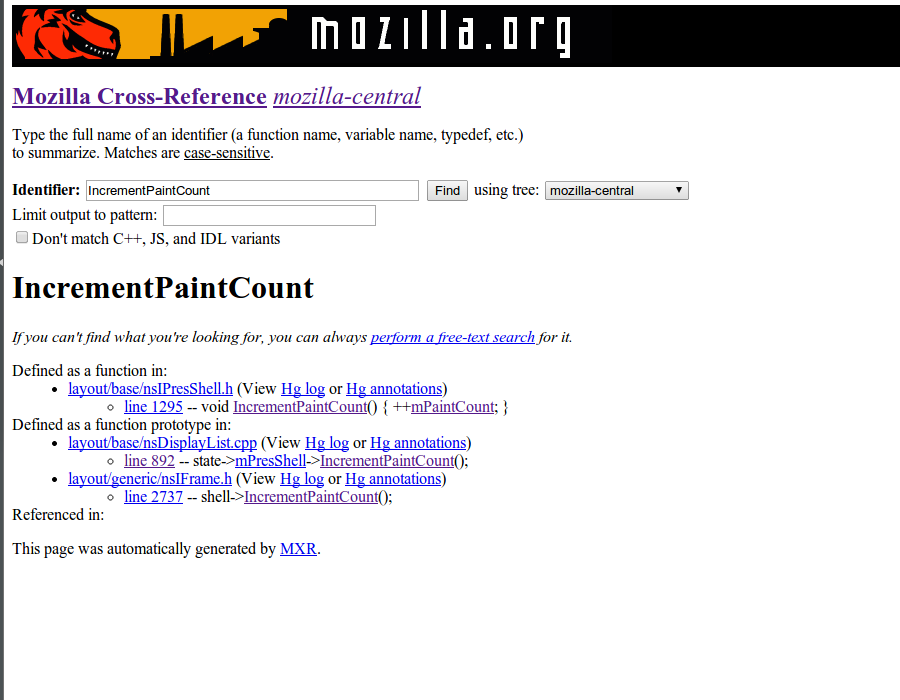 mozilla.org
Mozilla Cross-Reference mozilla-central
Type the full name of an identifier (a function name, variable name, typedef, etc.)
to summarize. Matches are case-sensitive.
Identifier: IncrementPaintCount Find using tree: mozilla-central
Limit output to pattern:
Don't match C++, JS, and IDL variants
IncrementPaintCount
If you can't find what you're looking for, you can always perform a free-text search for it.
Defined as a function in:
layout/base/nsIPresShell.h (View Hg log or Hg annotations)
line 1295 -- void IncrementPaintCount() { ++mPaintCount; }
Defined as a function prototype in:
layout/base/nsDisplayList.cpp (View Hg log or Hg annotations)
line 892 -- state->mPresShell->IncrementPaintCount();
layout/generic/nsIFrame.h (View Hg log or Hg annotations)
line 2737 -- shell->IncrementPaintCount();
Referenced in:
This page was automatically generated by MXR.